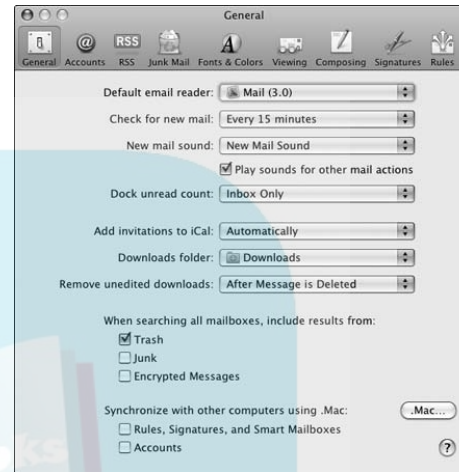 General
General Accounts RSS Junk Mail Fonts & Colors Viewing Composing Signatures Rules
Default email reader: Mail (3.0)
Check for new mail: Every 15 minutes
New mail sound: New Mail Sound
Play sounds for other mail actions
Dock unread count: Inbox Only
Add invitations to iCal: Automatically
Downloads folder: Downloads
Remove unedited downloads: After Message is Deleted
When searching all mailboxes, include results from:
Trash
Junk
Encrypted Messages
Synchronize with other computers using .Mac: .Mac...
Rules, Signatures, and Smart Mailboxes
Accounts ?